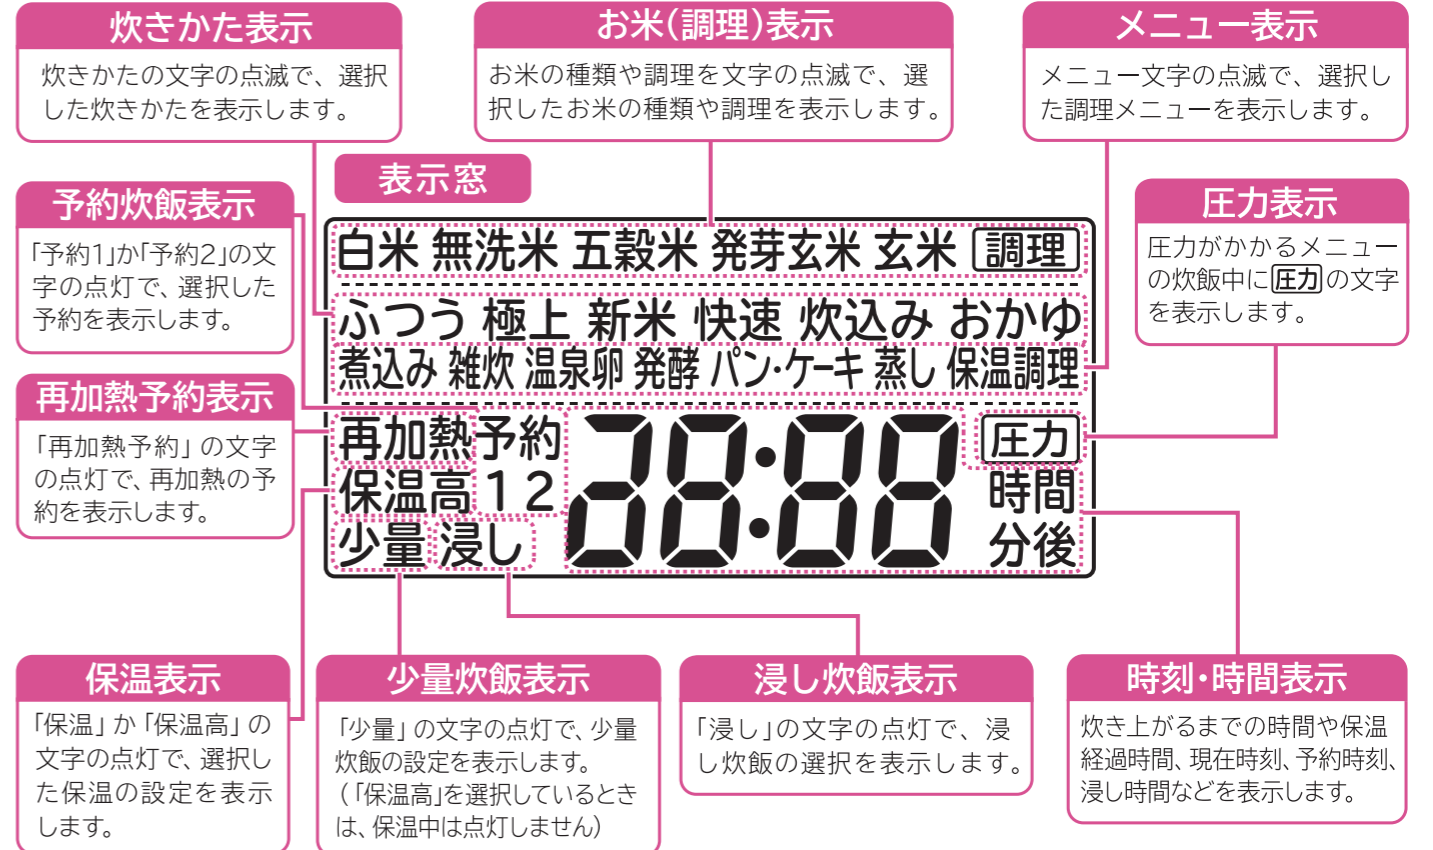 炊きかた表示
炊きかたの文字の点滅で、選択
した炊きかたを表示します。
お米(調理)表示
お米の種類や調理を文字の点滅で、選
択したお米の種類や調理を表示します。
メニュー表示
メニュー文字の点滅で、選択し
た調理メニューを表示します。
予約炊飯表示
「予約1」か「予約2」の文
字の点灯で、選択した
予約を表示します。
再加熱予約表示
「再加熱予約」の文字
の点灯で、再加熱の予
約を表示します。
表示窓
白米 無洗米 五穀米 発芽玄米 玄米 調理
ふつう 極上 新米 快速 炊込み おかゆ
煮込み 雑炊 温泉卵 発酵 パン・ケーキ 蒸し 保温調理
再加熱 予約 38:88 圧力
保温高 1 2 時間
少量 浸し 分後
圧力表示
圧力がかかるメニュー
の炊飯中に圧力の文字
を表示します。
保温表示
「保温」か「保温高」の
文字の点灯で、選択し
た保温の設定を表示
します。
少量炊飯表示
「少量」の文字の点灯で、少量
炊飯の設定を表示します。
(「保温高」を選択しているとき
は、保温中は点灯しません)
浸し炊飯表示
「浸し」の文字の点灯で、浸
し炊飯の選択を表示します。
時刻・時間表示
炊き上がるまでの時間や保温
経過時間、現在時刻、予約時刻、
浸し時間などを表示します。